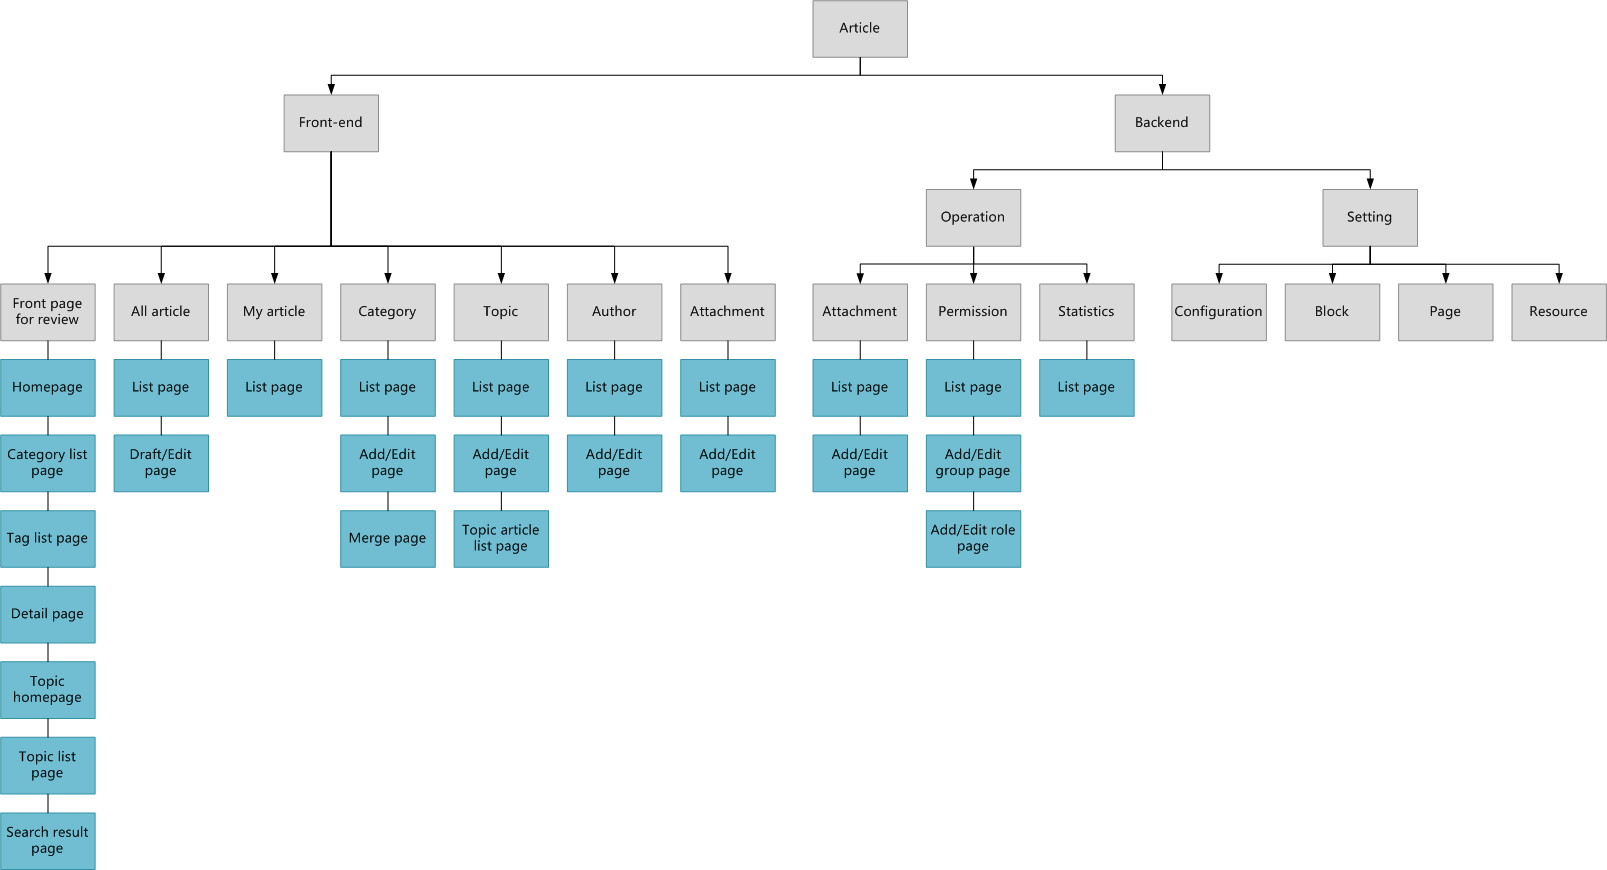 Article
Front-end
Backend
Operation
Setting
Front page
for review
All article
My article
Category
Topic
Author
Attachment
Attachment
Permission
Statistics
Configuration
Block
Page
Resource
Homepage
List page
List page
List page
List page
List page
List page
List page
List page
List page
Category list
page
Draft/Edit
page
Add/Edit
page
Add/Edit
page
Add/Edit
page
Add/Edit
page
Add/Edit
page
Add/Edit
group page
Tag list page
Merge page
Topic article
list page
Add/Edit role
page
Detail page
Topic
homepage
Topic list
page
Search result
page